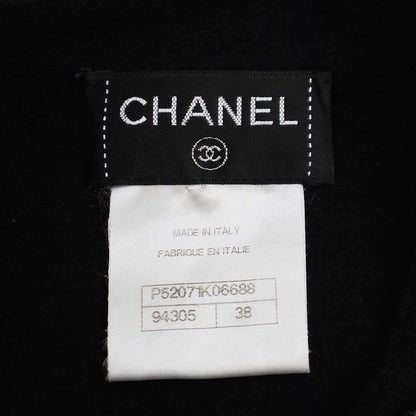 CHANEL
MADE IN ITALY
FABRIQUE EN ITALIE
P52071K06688
94305 38